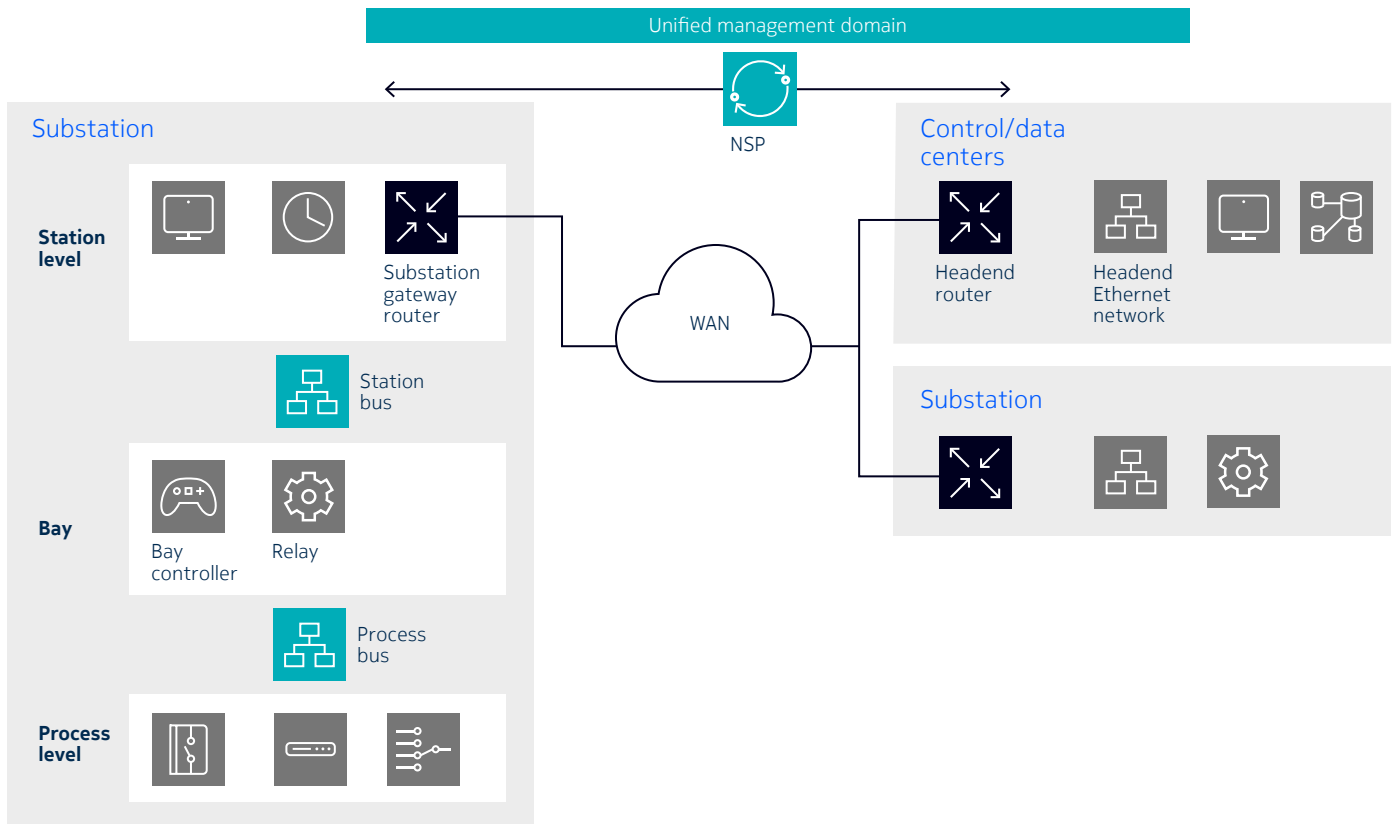 Unified management domain
NSP
Substation
Station
level
Substation
gateway
router
Station
bus
Bay
Bay
controller
Relay
Process
bus
Process
level
WAN
Control/data
centers
Headend
router
Headend
Ethernet
network
Substation